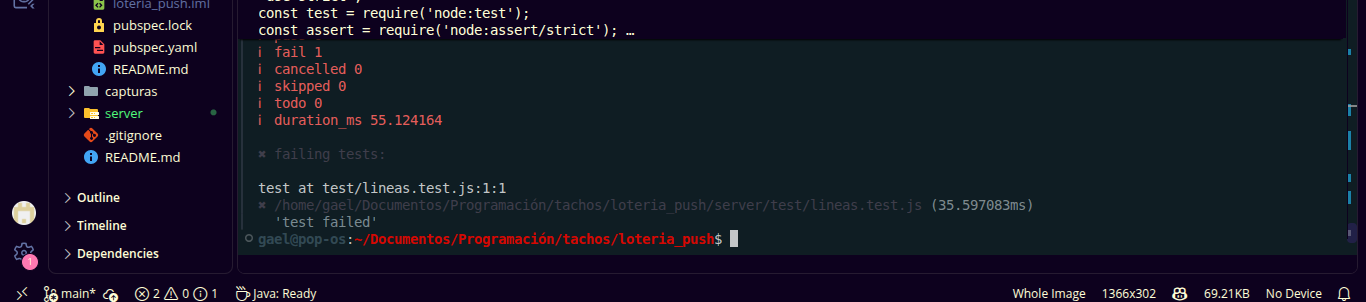 loteria_push.iml
pubspec.lock
pubspec.yaml
README.md
capturas
server
.gitignore
README.md
Outline
Timeline
Dependencies
1
const test = require('node:test');
const assert = require('node:assert/strict'); …
i fail 1
i cancelled 0
i skipped 0
i todo 0
i duration_ms 55.124164
✖ failing tests:
test at test/lineas.test.js:1:1
✖ /home/gael/Documentos/Programación/tachos/loteria_push/server/test/lineas.test.js (35.597083ms)
'test failed'
gael@pop-os:~/Documentos/Programación/tachos/loteria_push$
main* 2 0 1 Java: Ready Whole Image 1366x302 69.21KB No Device